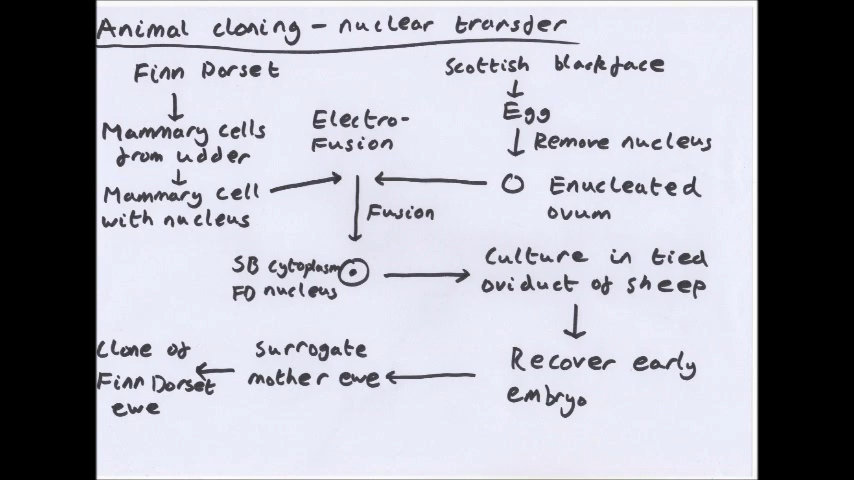 Animal cloning - nuclear transfer
Finn Dorset
Scottish blackface
Egg
Mammary cells
from udder
Electro-
Fusion
Remove nucleus
Mammary cell
with nucleus
Enucleated
ovum
Fusion
SB cytoplasm
FD nucleus
Culture in tied
oviduct of sheep
Recover early
embryo
Surrogate
mother ewe
Clone of
Finn Dorset
ewe